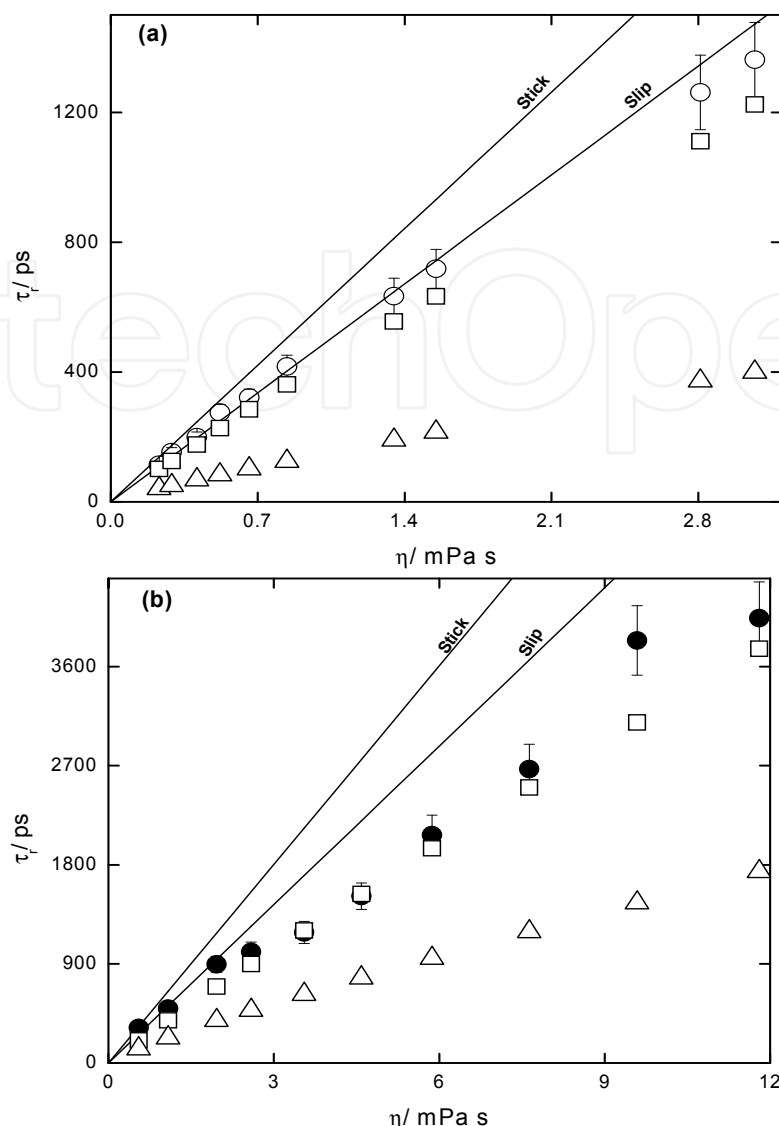 (a)
Stick
Slip
1200
800
400
0
τr/ ps
0.0 0.7 1.4 2.1 2.8
η/ mPa s
techOpe
(b)
Stick
Slip
3600
2700
1800
900
0
τr/ ps
0 3 6 9 12
η/ mPa s